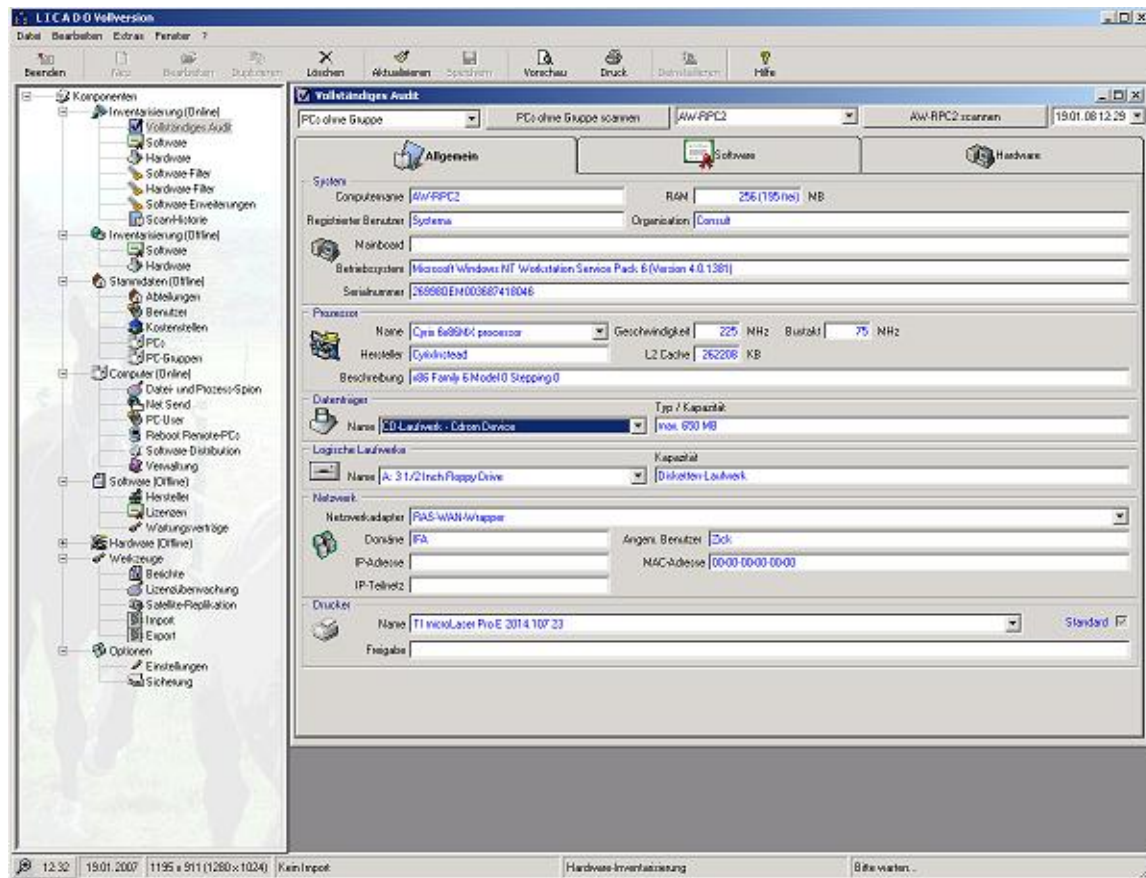 LICADO Vollversion
Datei Bearbeiten Extras Fenster ?
Beenden Neu Bearbeiten Duplizieren Löschen Aktualisieren Speichern Vorschau Druck Deinstallieren Hilfe
Komponenten
Inventarisierung (Online)
Vollständiges Audit
Software
Hardware
Software Filter
Hardware Filter
Software Erweiterungen
Scan-Historie
Inventarisierung (Offline)
Software
Hardware
Stammdaten (Offline)
Abteilungen
Benutzer
Kostenstellen
PCs
PC-Gruppen
Computer (Online)
Datei- und Prozess-Spion
Net Send
PC-User
Reboot Remote-PCs
Software Distribution
Verwaltung
Software (Offline)
Hersteller
Lizenzen
Wartungsverträge
Hardware (Offline)
Werkzeuge
Berichte
Lizenzüberwachung
Satellite-Replikation
Import
Export
Optionen
Einstellungen
Sicherung
Vollständiges Audit
PCs ohne Gruppe PCs ohne Gruppe scannen AW-RPC2 AW-RPC2 scannen 19.01.08 12:29
Allgemein Software Hardware
System
Computername AW-RPC2 RAM 256 (195 frei) MB
Registrierter Benutzer Systema Organisation Consult
Mainboard
Betriebssystem Microsoft Windows NT Workstation Service Pack 6 (Version 4.0.1381)
Serialnummer 269980EM003687418046
Prozessor
Name Cyrix 6x86MX processor Geschwindigkeit 225 MHz Bustakt 75 MHz
Hersteller CyrixInstead L2 Cache 262208 KB
Beschreibung x86 Family 6 Model 0 Stepping 0
Datenträger Typ / Kapazität
Name CD-Laufwerk - Cdrom Device max. 650 MB
Logische Laufwerke Kapazität
Name A: 3 1/2 Inch Floppy Drive Disketten-Laufwerk
Netzwerk
Netzwerkadapter RAS-WAN-Wrapper
Domäne IFA Angem. Benutzer Zick
IP-Adresse MAC-Adresse 00-00-00-00-00
IP-Teilnetz
Drucker
Name TI microLaser Pro E 2014.107 23 Standard
Freigabe
12:32 19.01.2007 1195 x 911 (1280 x 1024) Kein Import Hardware-Inventarisierung Bitte warten...